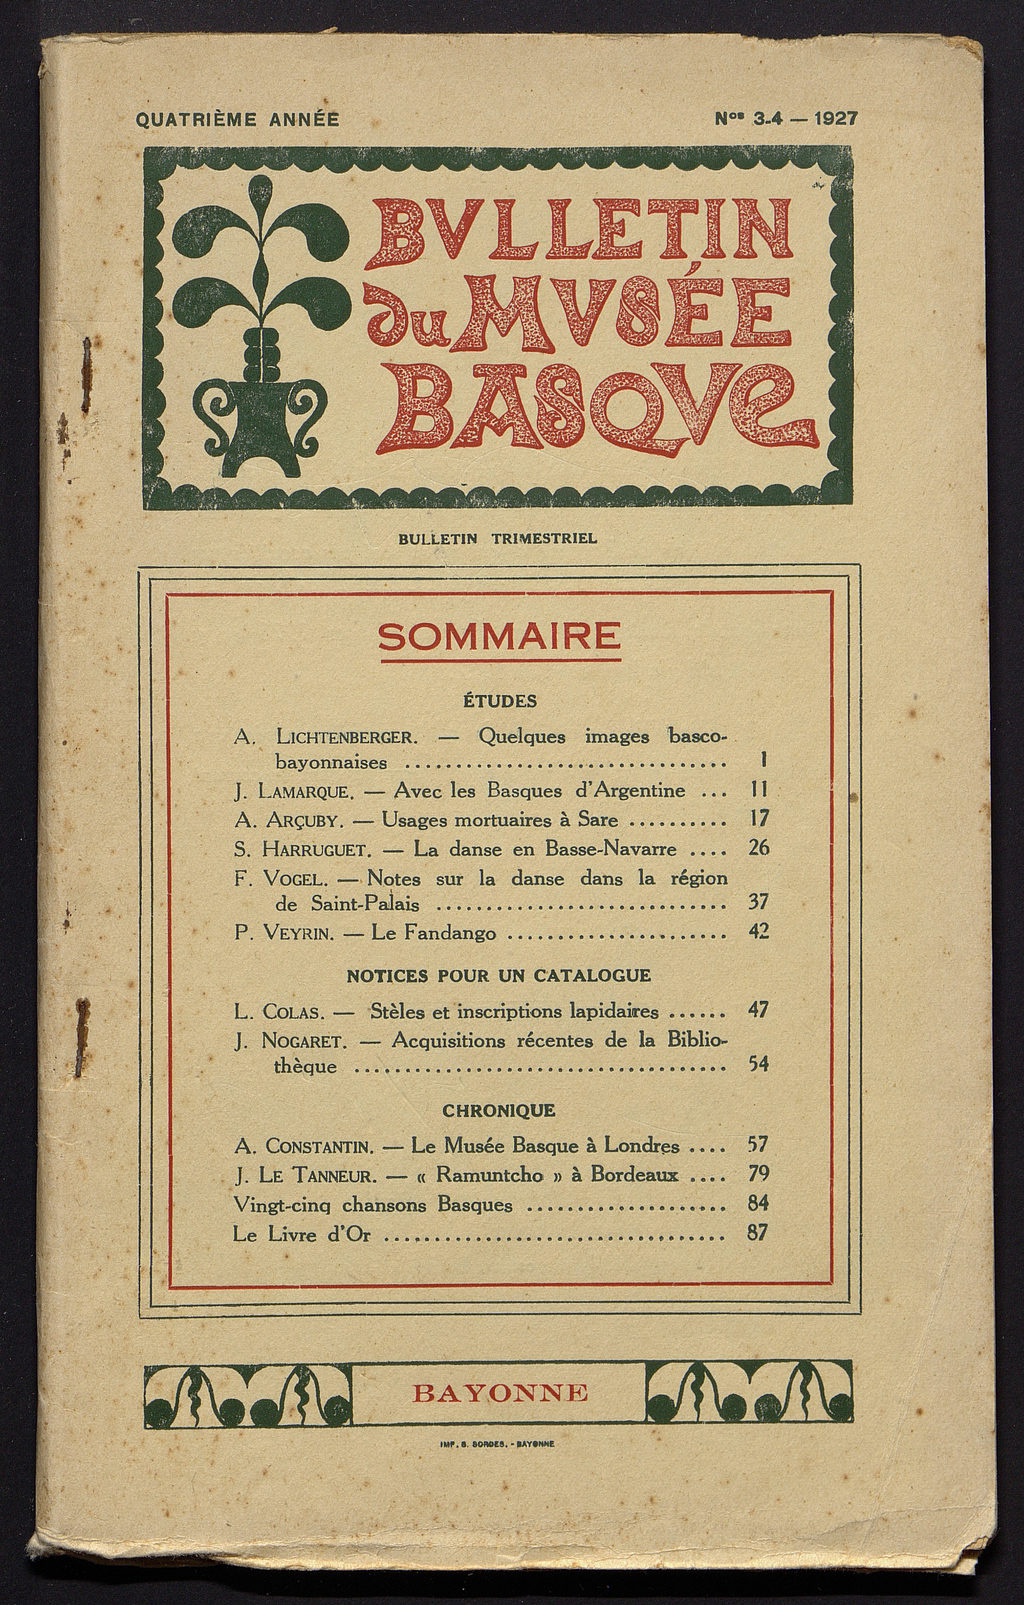 QUATRIÈME ANNÉE
Nos 3-4 — 1927
BVLLETIN
du MVSÉE
BASQVe
BULLETIN TRIMESTRIEL
SOMMAIRE
ÉTUDES
A. LICHTENBERGER. — Quelques images basco-
bayonnaises ................................ 1
J. LAMARQUE. — Avec les Basques d'Argentine ... 11
A. ARÇUBY. — Usages mortuaires à Sare .......... 17
S. HARRUGUET. — La danse en Basse-Navarre .... 26
F. VOGEL. — Notes sur la danse dans la région
de Saint-Palais ............................. 37
P. VEYRIN. — Le Fandango ...................... 42
NOTICES POUR UN CATALOGUE
L. COLAS. — Stèles et inscriptions lapidaires ...... 47
J. NOGARET. — Acquisitions récentes de la Biblio-
thèque ..................................... 54
CHRONIQUE
A. CONSTANTIN. — Le Musée Basque à Londres .... 57
J. LE TANNEUR. — « Ramuntcho » à Bordeaux .... 79
Vingt-cinq chansons Basques .................... 84
Le Livre d'Or .................................. 87
BAYONNE
IMP. S. SORDES. - BAYONNE